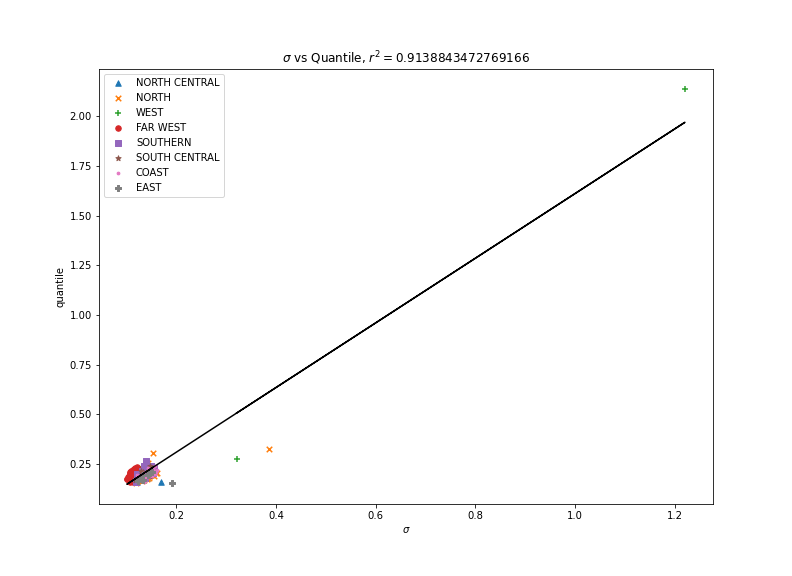 σ vs Quantile, r² = 0.9138843472769166
NORTH CENTRAL
NORTH
WEST
FAR WEST
SOUTHERN
SOUTH CENTRAL
COAST
EAST
2.00
1.75
1.50
1.25
1.00
0.75
0.50
0.25
quantile
0.2 0.4 0.6 0.8 1.0 1.2
σ